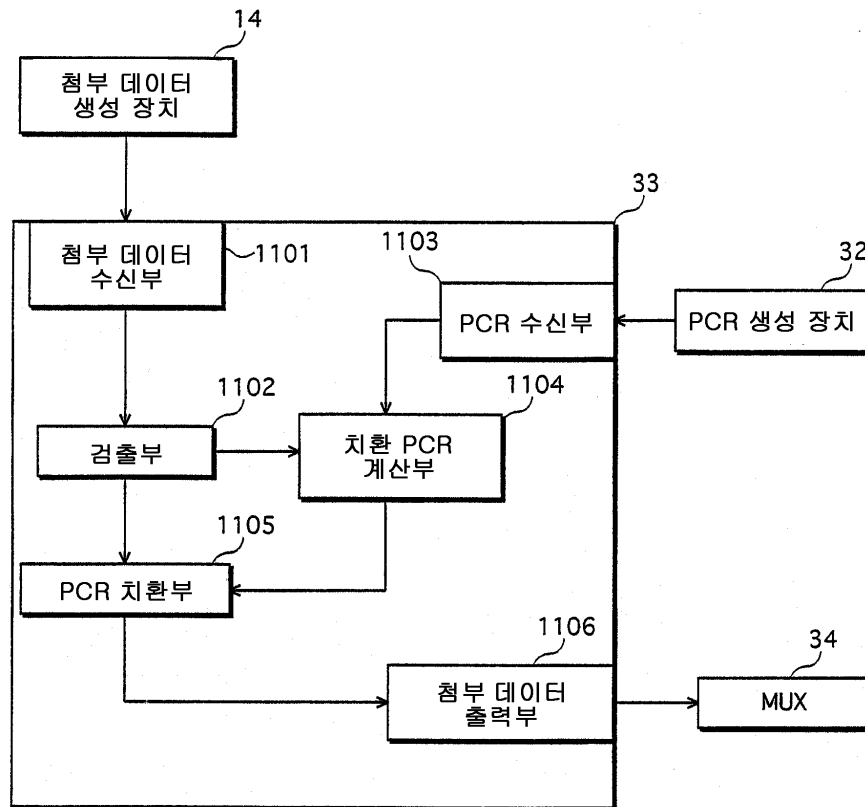 14
첨부 데이터
생성 장치
33
첨부 데이터
수신부
1101
1103
PCR 수신부
32
PCR 생성 장치
1102
검출부
1104
치환 PCR
계산부
1105
PCR 치환부
1106
첨부 데이터
출력부
34
MUX